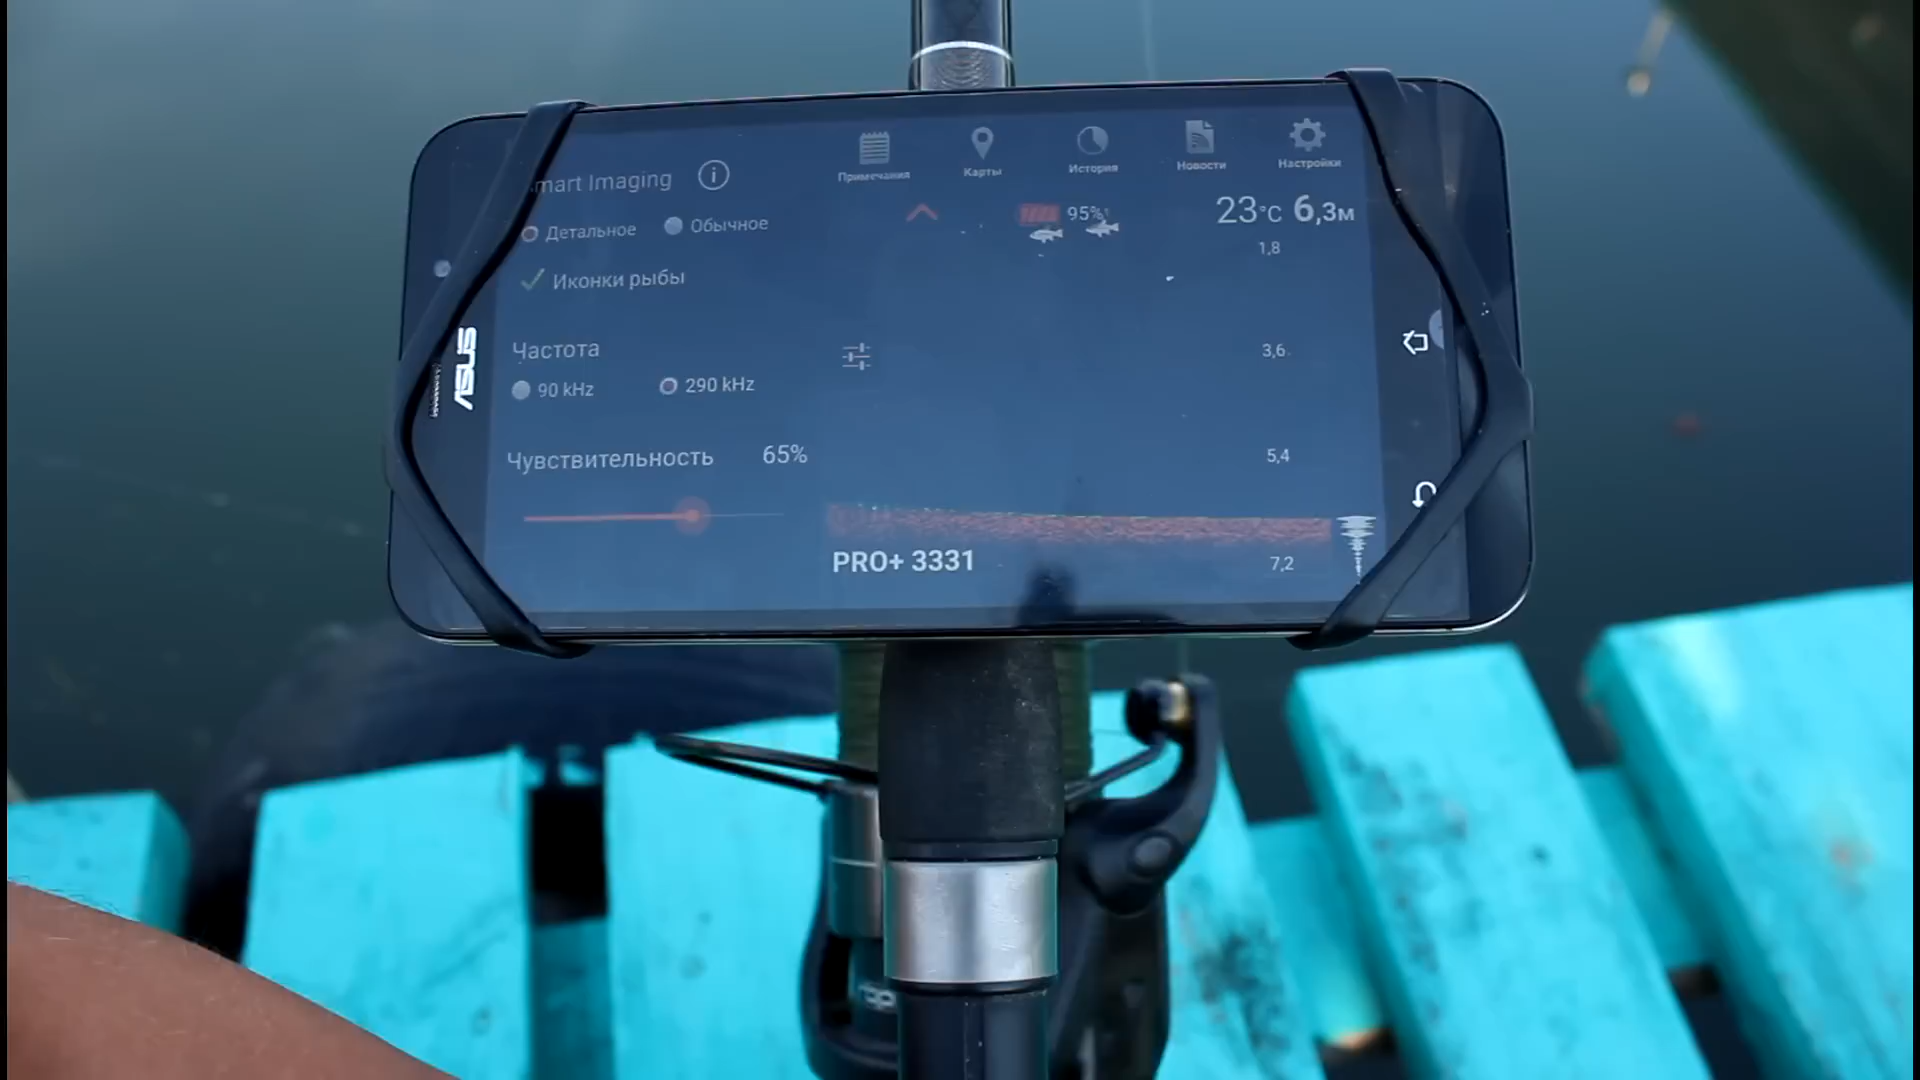 Примечания
Карты
История
Новости
Настройки
mart Imaging i
Детальное Обычное
95%
23°C 6,3м
1,8
Иконки рыбы
Частота
3,6
90 kHz 290 kHz
Чувствительность 65%
5,4
PRO+ 3331
7,2
ASUS